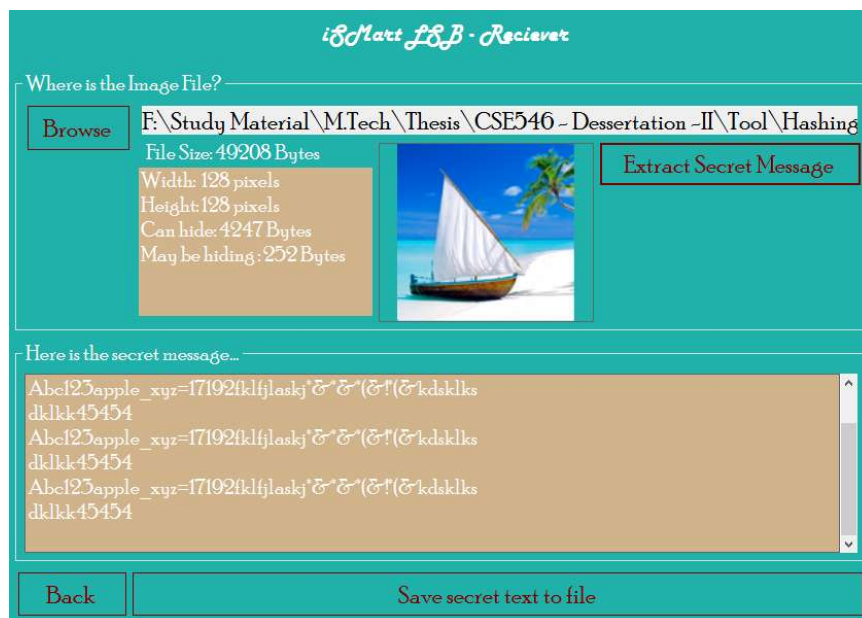 iSMart LSB - Reciever
Where is the Image File?
Browse
F:\Study Material\M.Tech\Thesis\CSE546 - Dessertation -II\Tool\Hashing
File Size: 49208 Bytes
Extract Secret Message
Width: 128 pixels
Height: 128 pixels
Can hide: 4247 Bytes
May be hiding : 252 Bytes
Here is the secret message...
Abc123apple_xyz=17192fklfjlaskj*&*&*(&!*(&kdsklks
dklkk45454
Abc123apple_xyz=17192fklfjlaskj*&*&*(&!*(&kdsklks
dklkk45454
Abc123apple_xyz=17192fklfjlaskj*&*&*(&!*(&kdsklks
dklkk45454
Back
Save secret text to file